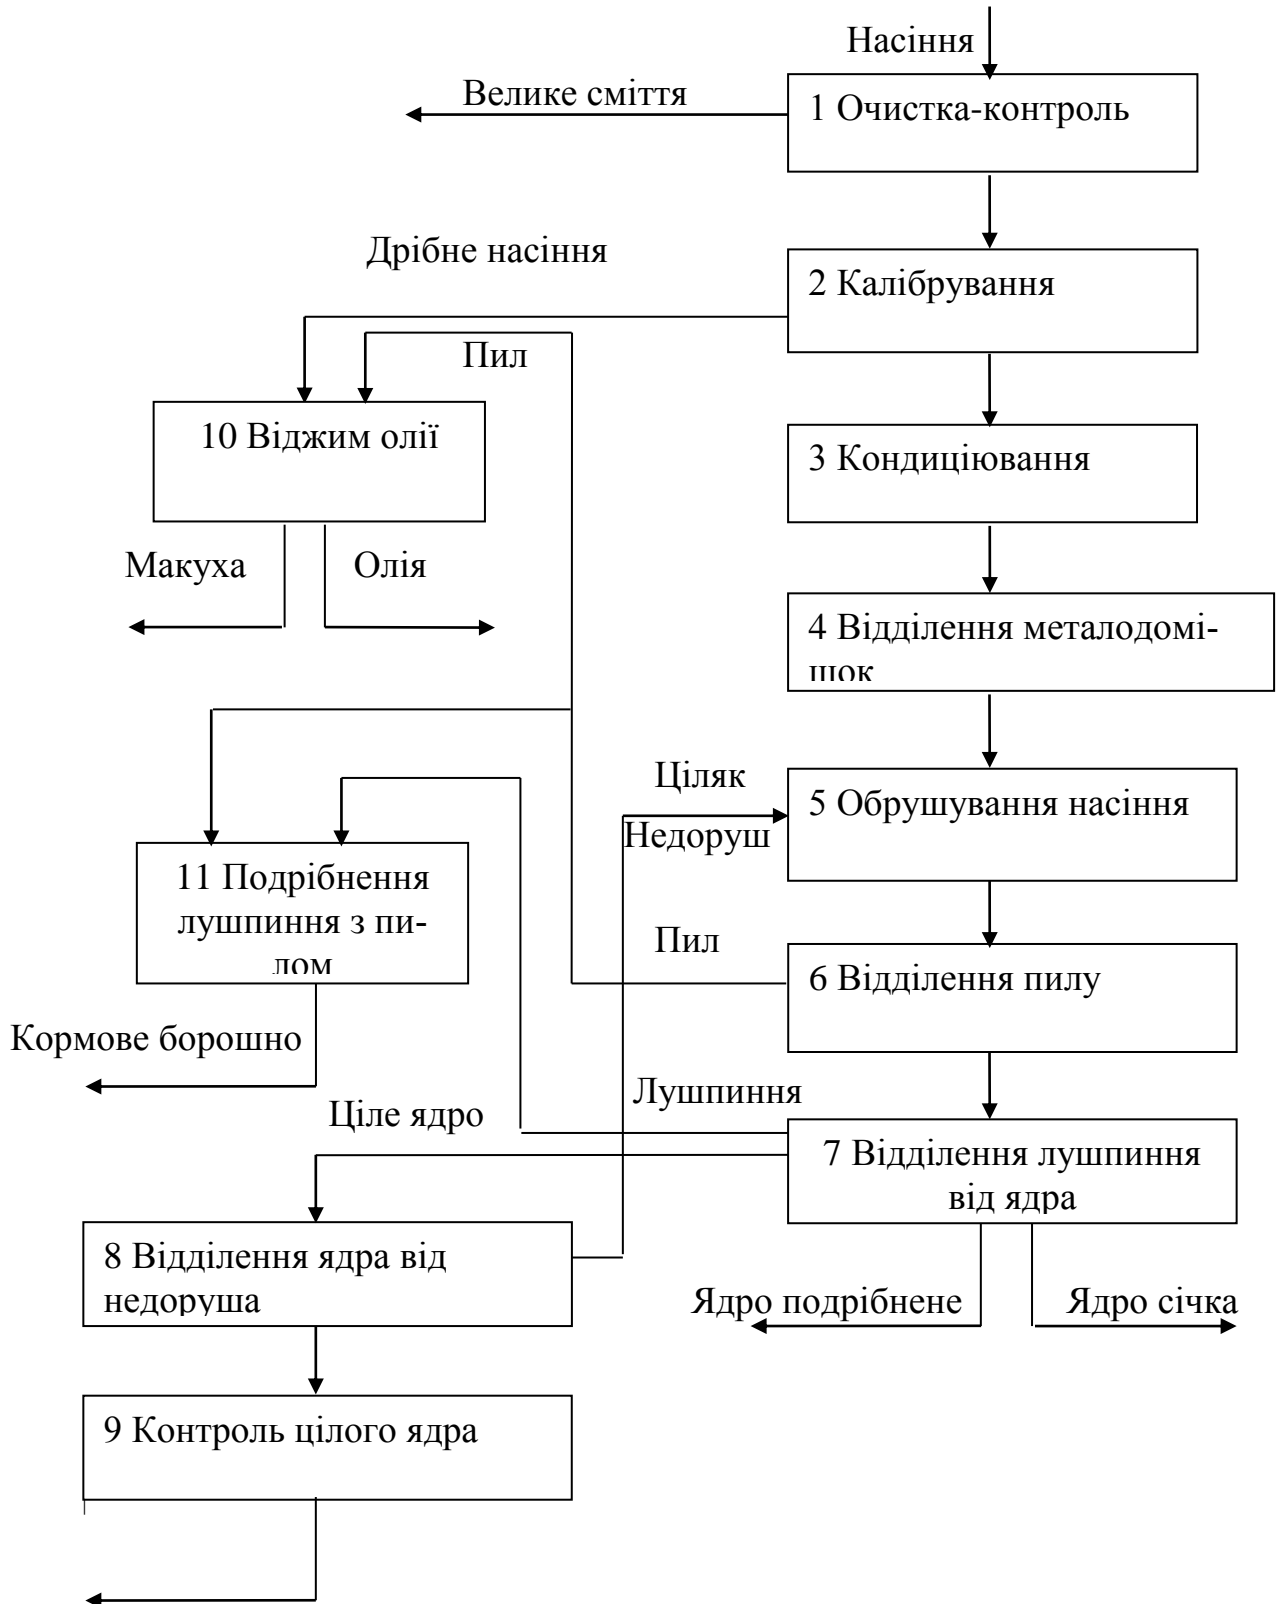 Насіння
Велике сміття
1 Очистка-контроль
Дрібне насіння
2 Калібрування
Пил
10 Віджим олії
3 Кондиціювання
Макуха
Олія
4 Відділення металодомі-
шок
Ціляк
5 Обрушування насіння
Недоруш
11 Подрібнення
лушпиння з пи-
лом
Пил
6 Відділення пилу
Кормове борошно
Лушпиння
Ціле ядро
7 Відділення лушпиння
від ядра
8 Відділення ядра від
недоруша
Ядро подрібнене
Ядро січка
9 Контроль цілого ядра